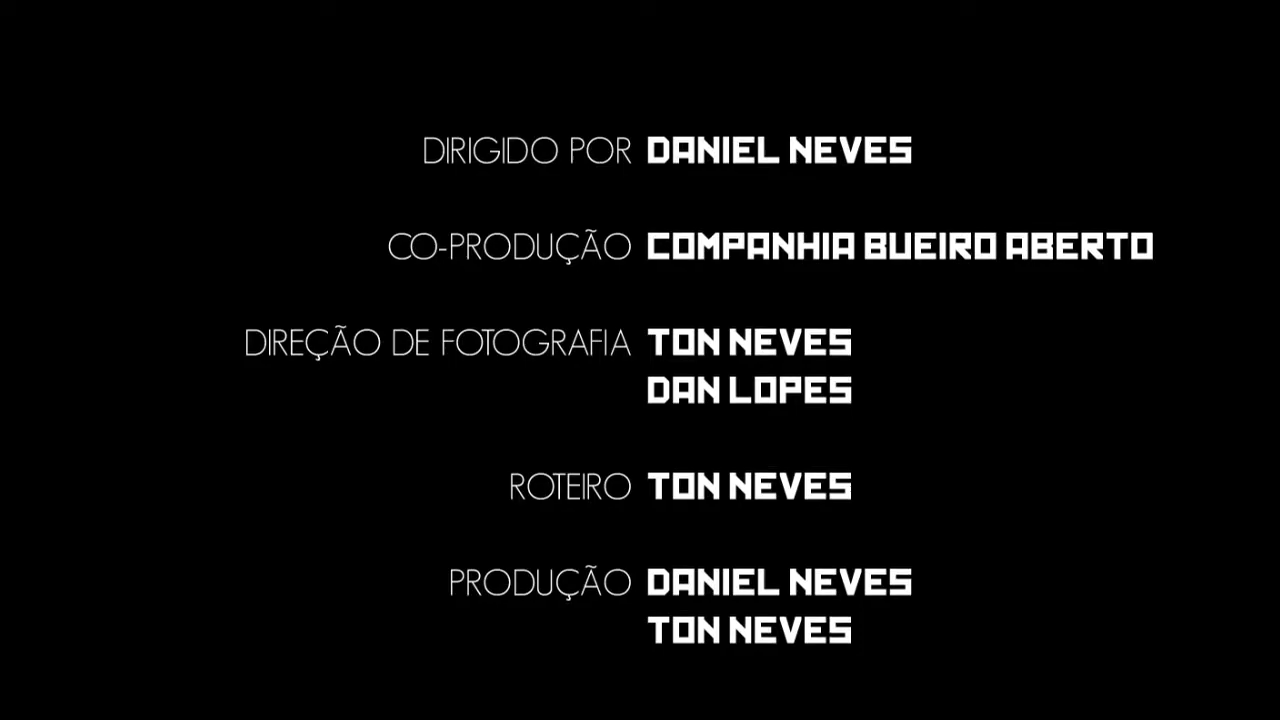 DIRIGIDO POR DANIEL NEVES
CO-PRODUÇÃO COMPANHIA BUEIRO ABERTO
DIREÇÃO DE FOTOGRAFIA TON NEVES
DAN LOPES
ROTEIRO TON NEVES
PRODUÇÃO DANIEL NEVES
TON NEVES